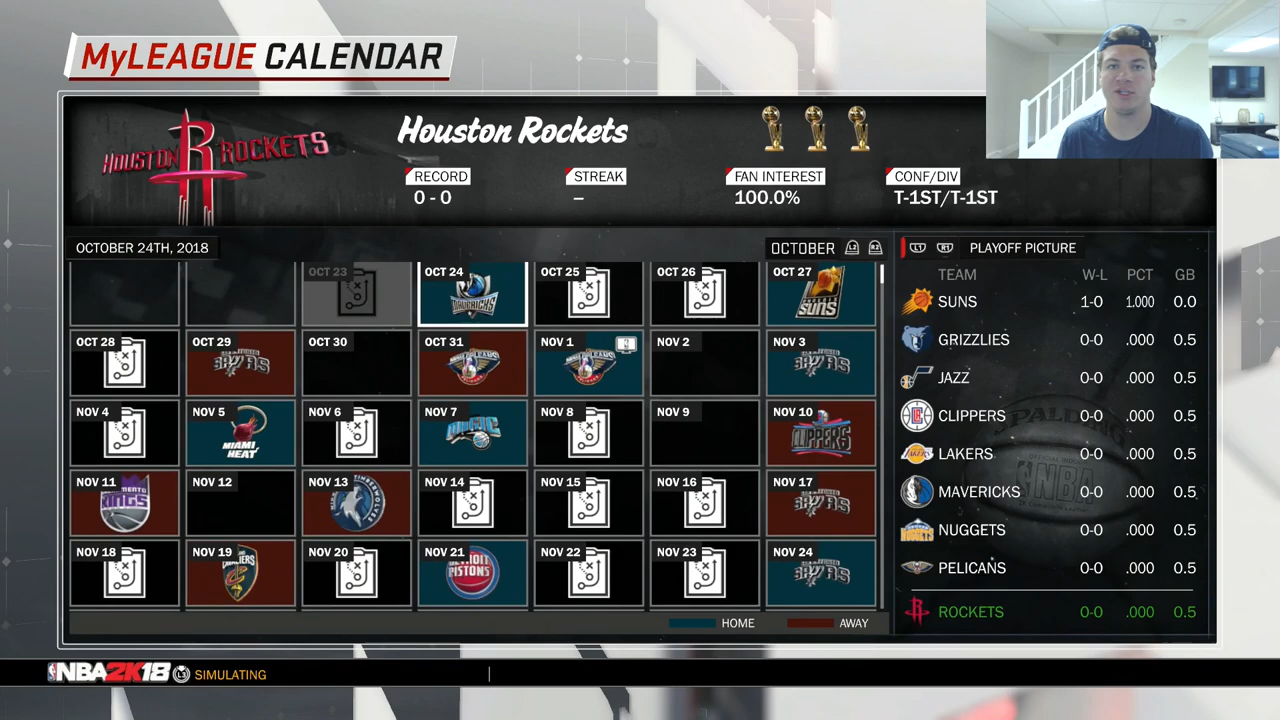 MyLEAGUE CALENDAR
HOUSTON ROCKETS
Houston Rockets
RECORD STREAK FAN INTEREST CONF/DIV
0 - 0 – 100.0% T-1ST/T-1ST
OCTOBER 24TH, 2018
OCTOBER L2 R2
OCT 23 OCT 24 OCT 25 OCT 26 OCT 27
MAVERICKS SUNS
OCT 28 OCT 29 OCT 30 OCT 31 NOV 1 NOV 2 NOV 3
NOV 4 NOV 5 NOV 6 NOV 7 NOV 8 NOV 9 NOV 10
MIAMI HEAT MAGIC CLIPPERS
NOV 11 NOV 12 NOV 13 NOV 14 NOV 15 NOV 16 NOV 17
KINGS
NOV 18 NOV 19 NOV 20 NOV 21 NOV 22 NOV 23 NOV 24
DETROIT PISTONS
HOME AWAY
L1 R1 PLAYOFF PICTURE
TEAM W-L PCT GB
SUNS 1-0 1.000 0.0
GRIZZLIES 0-0 .000 0.5
JAZZ 0-0 .000 0.5
CLIPPERS 0-0 .000 0.5
LAKERS 0-0 .000 0.5
MAVERICKS 0-0 .000 0.5
NUGGETS 0-0 .000 0.5
PELICANS 0-0 .000 0.5
ROCKETS 0-0 .000 0.5
SPALDING
NBA
NBA2K18 SIMULATING